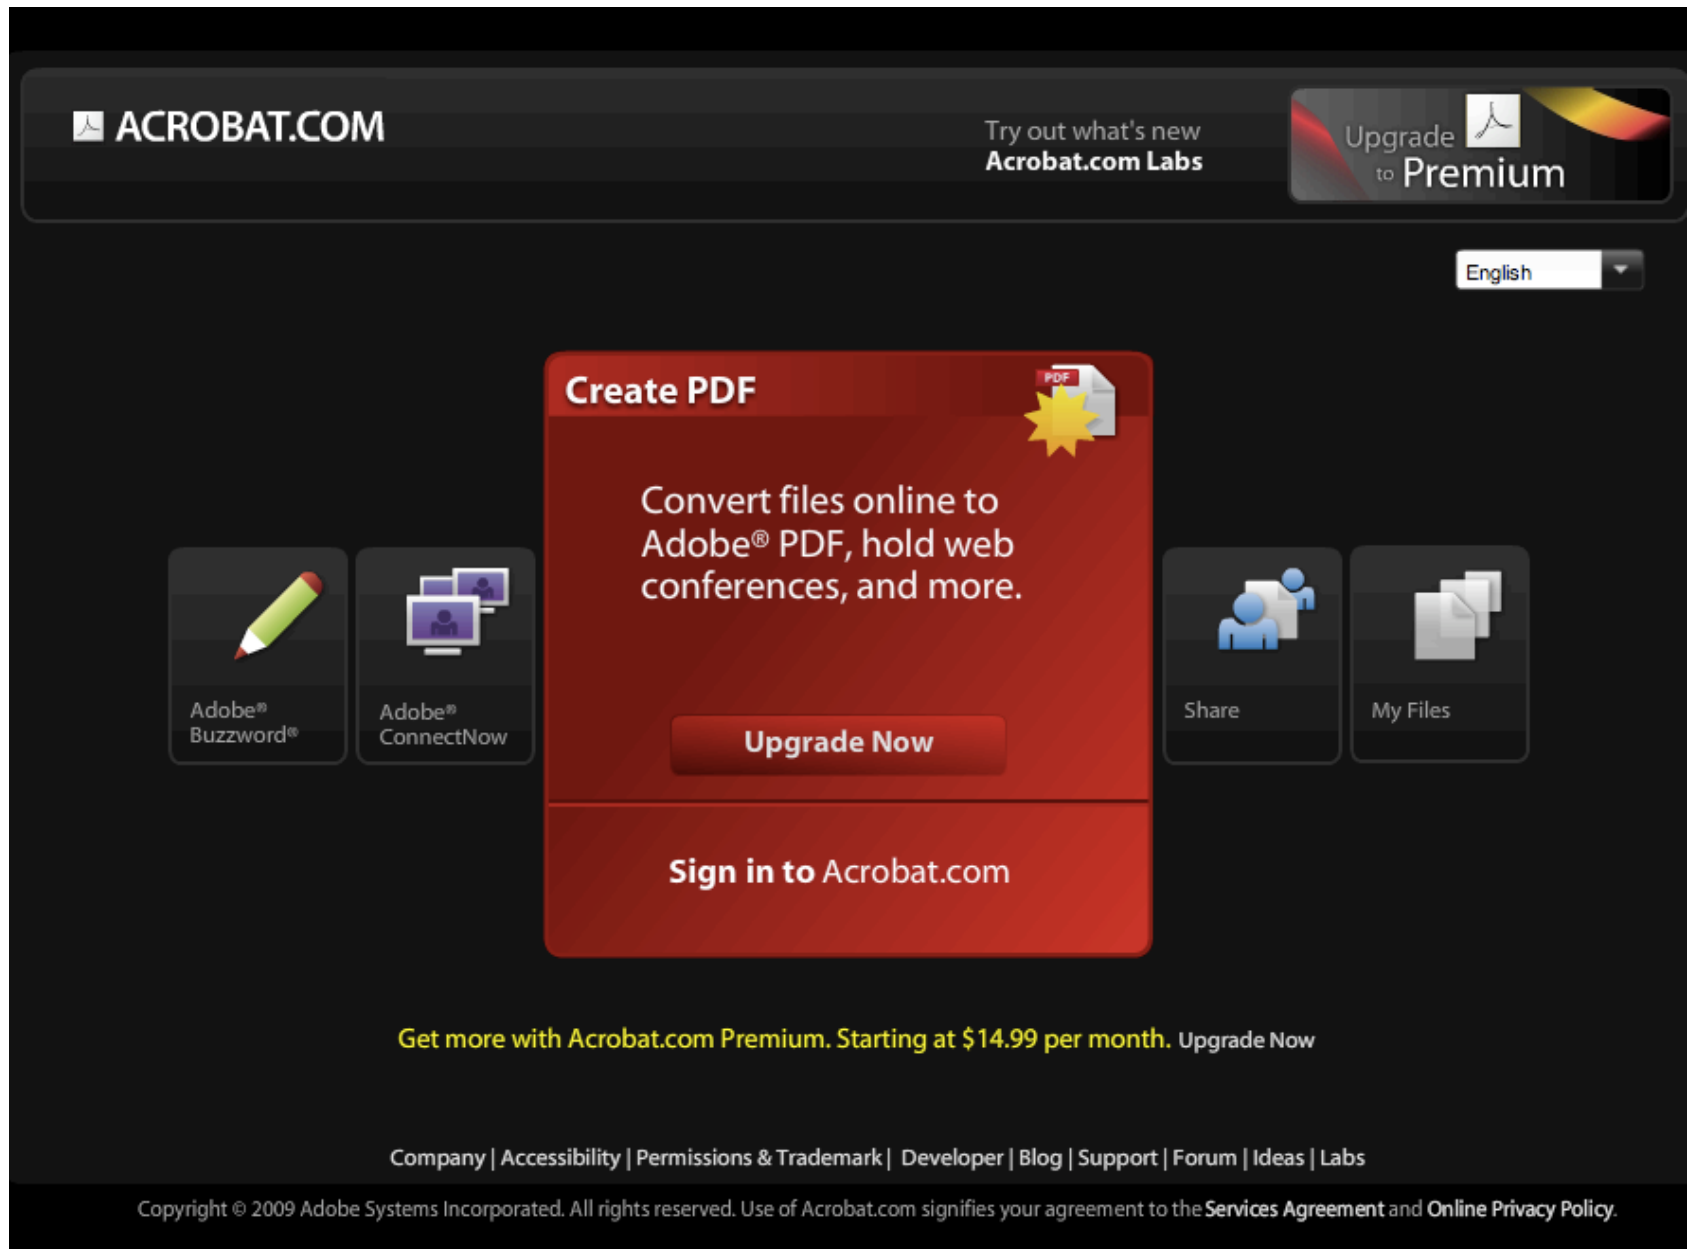 ACROBAT.COM
Try out what's new
Acrobat.com Labs
Upgrade
to Premium
English
Create PDF
PDF
Convert files online to
Adobe® PDF, hold web
conferences, and more.
Upgrade Now
Sign in to Acrobat.com
Adobe®
Buzzword®
Adobe®
ConnectNow
Share
My Files
Get more with Acrobat.com Premium. Starting at $14.99 per month. Upgrade Now
Company | Accessibility | Permissions & Trademark | Developer | Blog | Support | Forum | Ideas | Labs
Copyright © 2009 Adobe Systems Incorporated. All rights reserved. Use of Acrobat.com signifies your agreement to the Services Agreement and Online Privacy Policy.